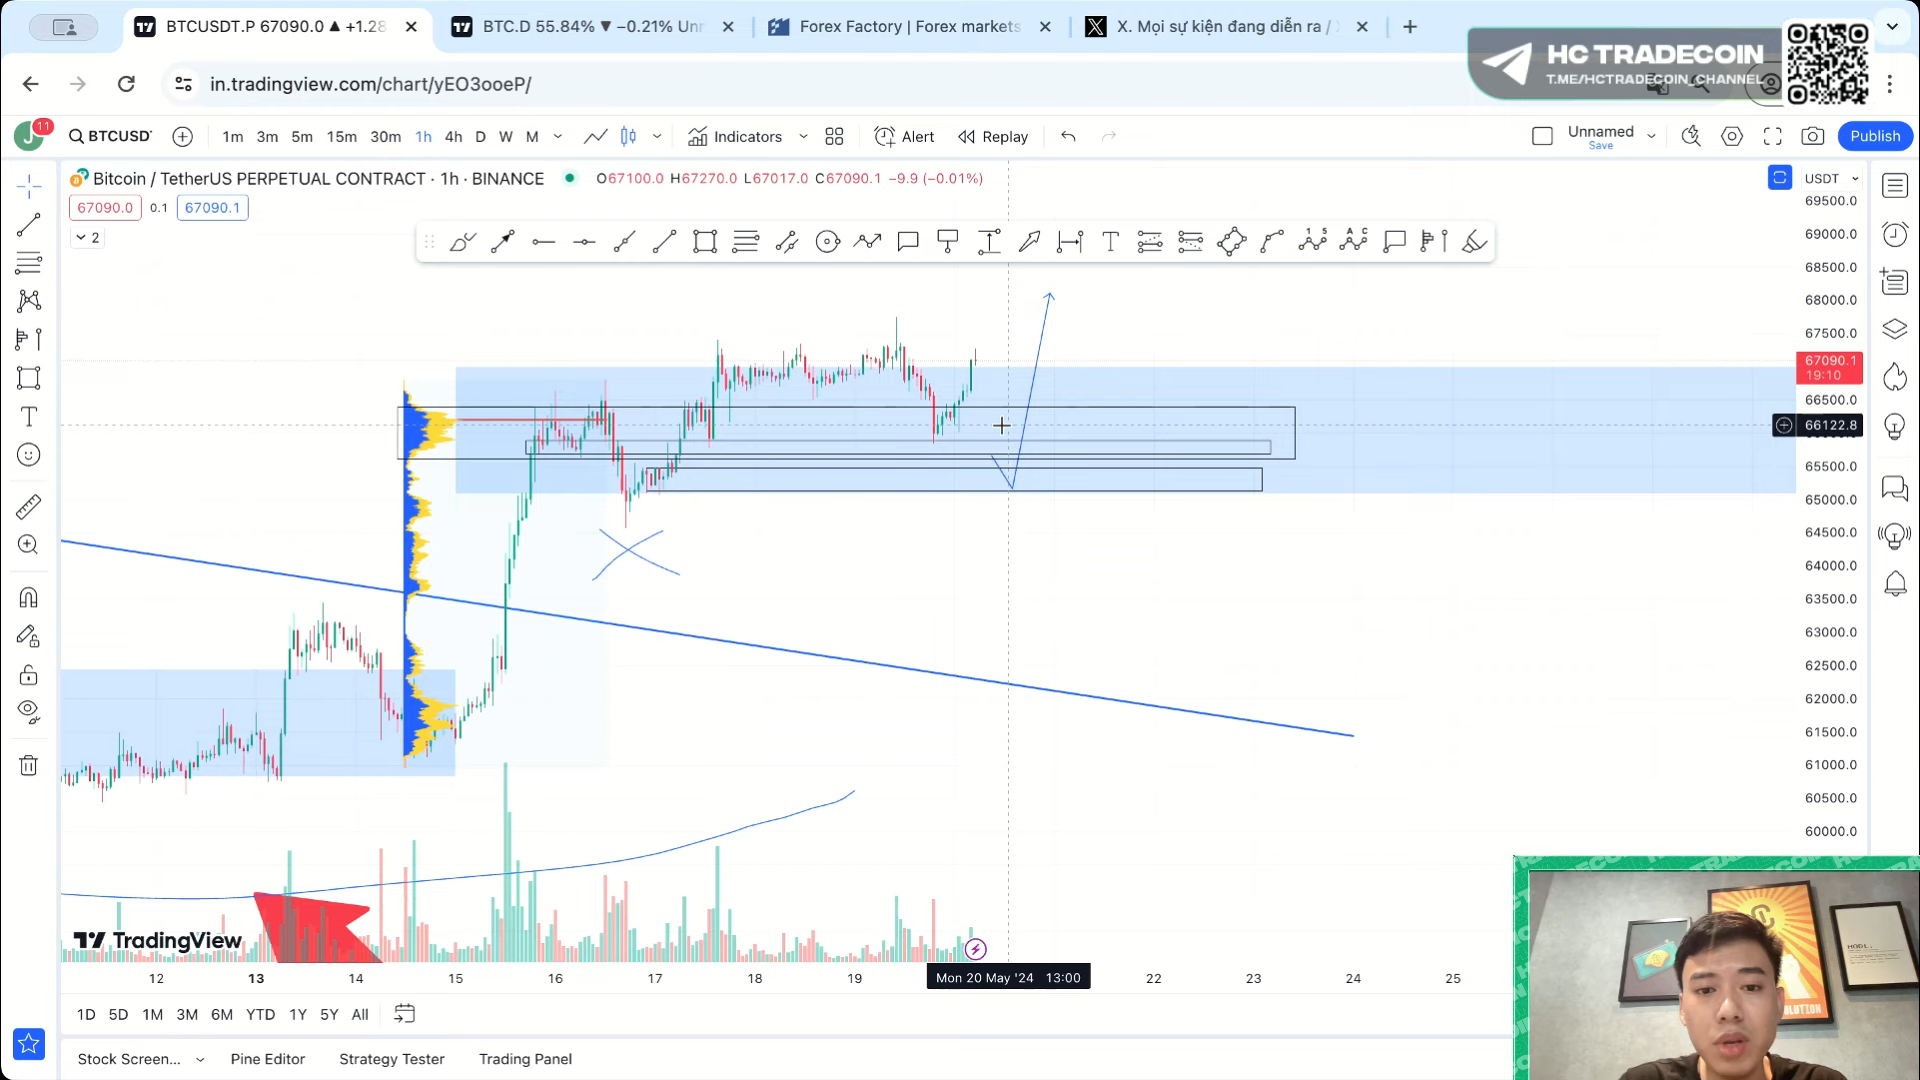 BTCUSDT.P 67090.0 ▲ +1.28
BTC.D 55.84% ▼ −0.21% Unr
Forex Factory | Forex markets
X. Mọi sự kiện đang diễn ra /
HC TRADECOIN
T.ME/HCTRADECOIN_CHANNEL
in.tradingview.com/chart/yEO3ooeP/
J
11
BTCUSD
1m 3m 5m 15m 30m 1h 4h D W M
Indicators
Alert
Replay
Unnamed
Save
Publish
Bitcoin / TetherUS PERPETUAL CONTRACT · 1h · BINANCE
O67100.0 H67270.0 L67017.0 C67090.1 −9.9 (−0.01%)
USDT
67090.0 0.1 67090.1
2
69500.0
69000.0
68500.0
68000.0
67500.0
67090.1
19:10
66500.0
66122.8
65500.0
65000.0
64500.0
64000.0
63500.0
63000.0
62500.0
62000.0
61500.0
61000.0
60500.0
60000.0
TradingView
12 13 14 15 16 17 18 19 Mon 20 May '24 13:00 22 23 24 25
1D 5D 1M 3M 6M YTD 1Y 5Y All
Stock Screen... Pine Editor Strategy Tester Trading Panel
HODL.